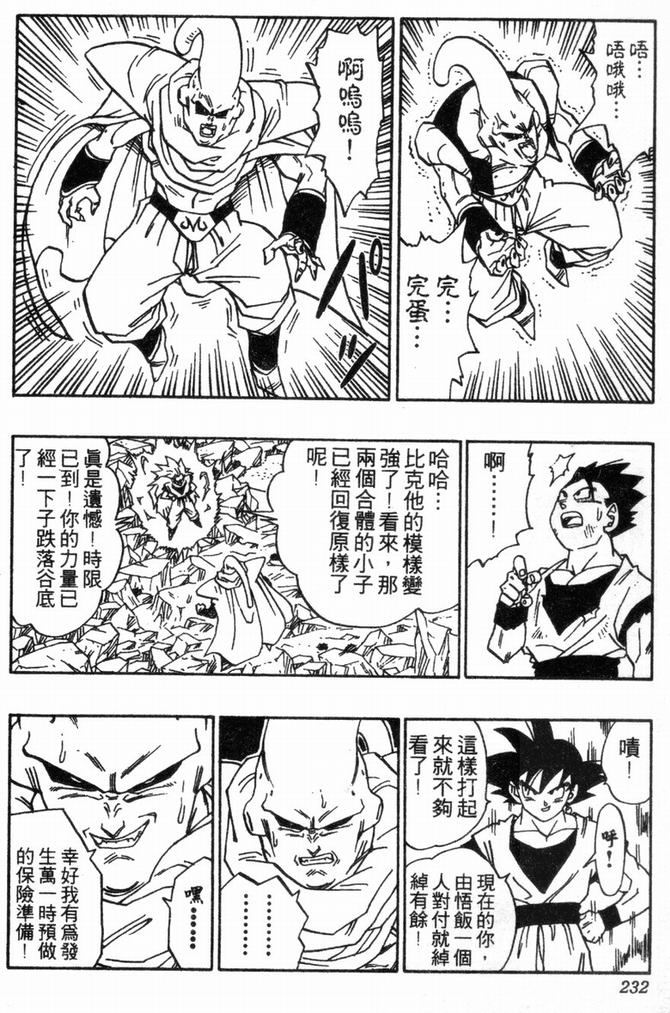 唔…
唔哦哦…
完…
完蛋…
啊嗚嗚！
パッ
啊……！
哈哈…
比克他的模樣變
強了！看來，那
兩個合體的小子
已經回復原樣了
呢！
眞是遺憾！時限
已到！你的力量已
經一下子跌落谷底
了！
嘖！
這樣打起
來就不夠
看了！
呼！
現在的你，
由悟飯一個
人對付就綽
綽有餘！
………
………
嘿……
幸好我有為發
生萬一時預做
的保險準備！
232